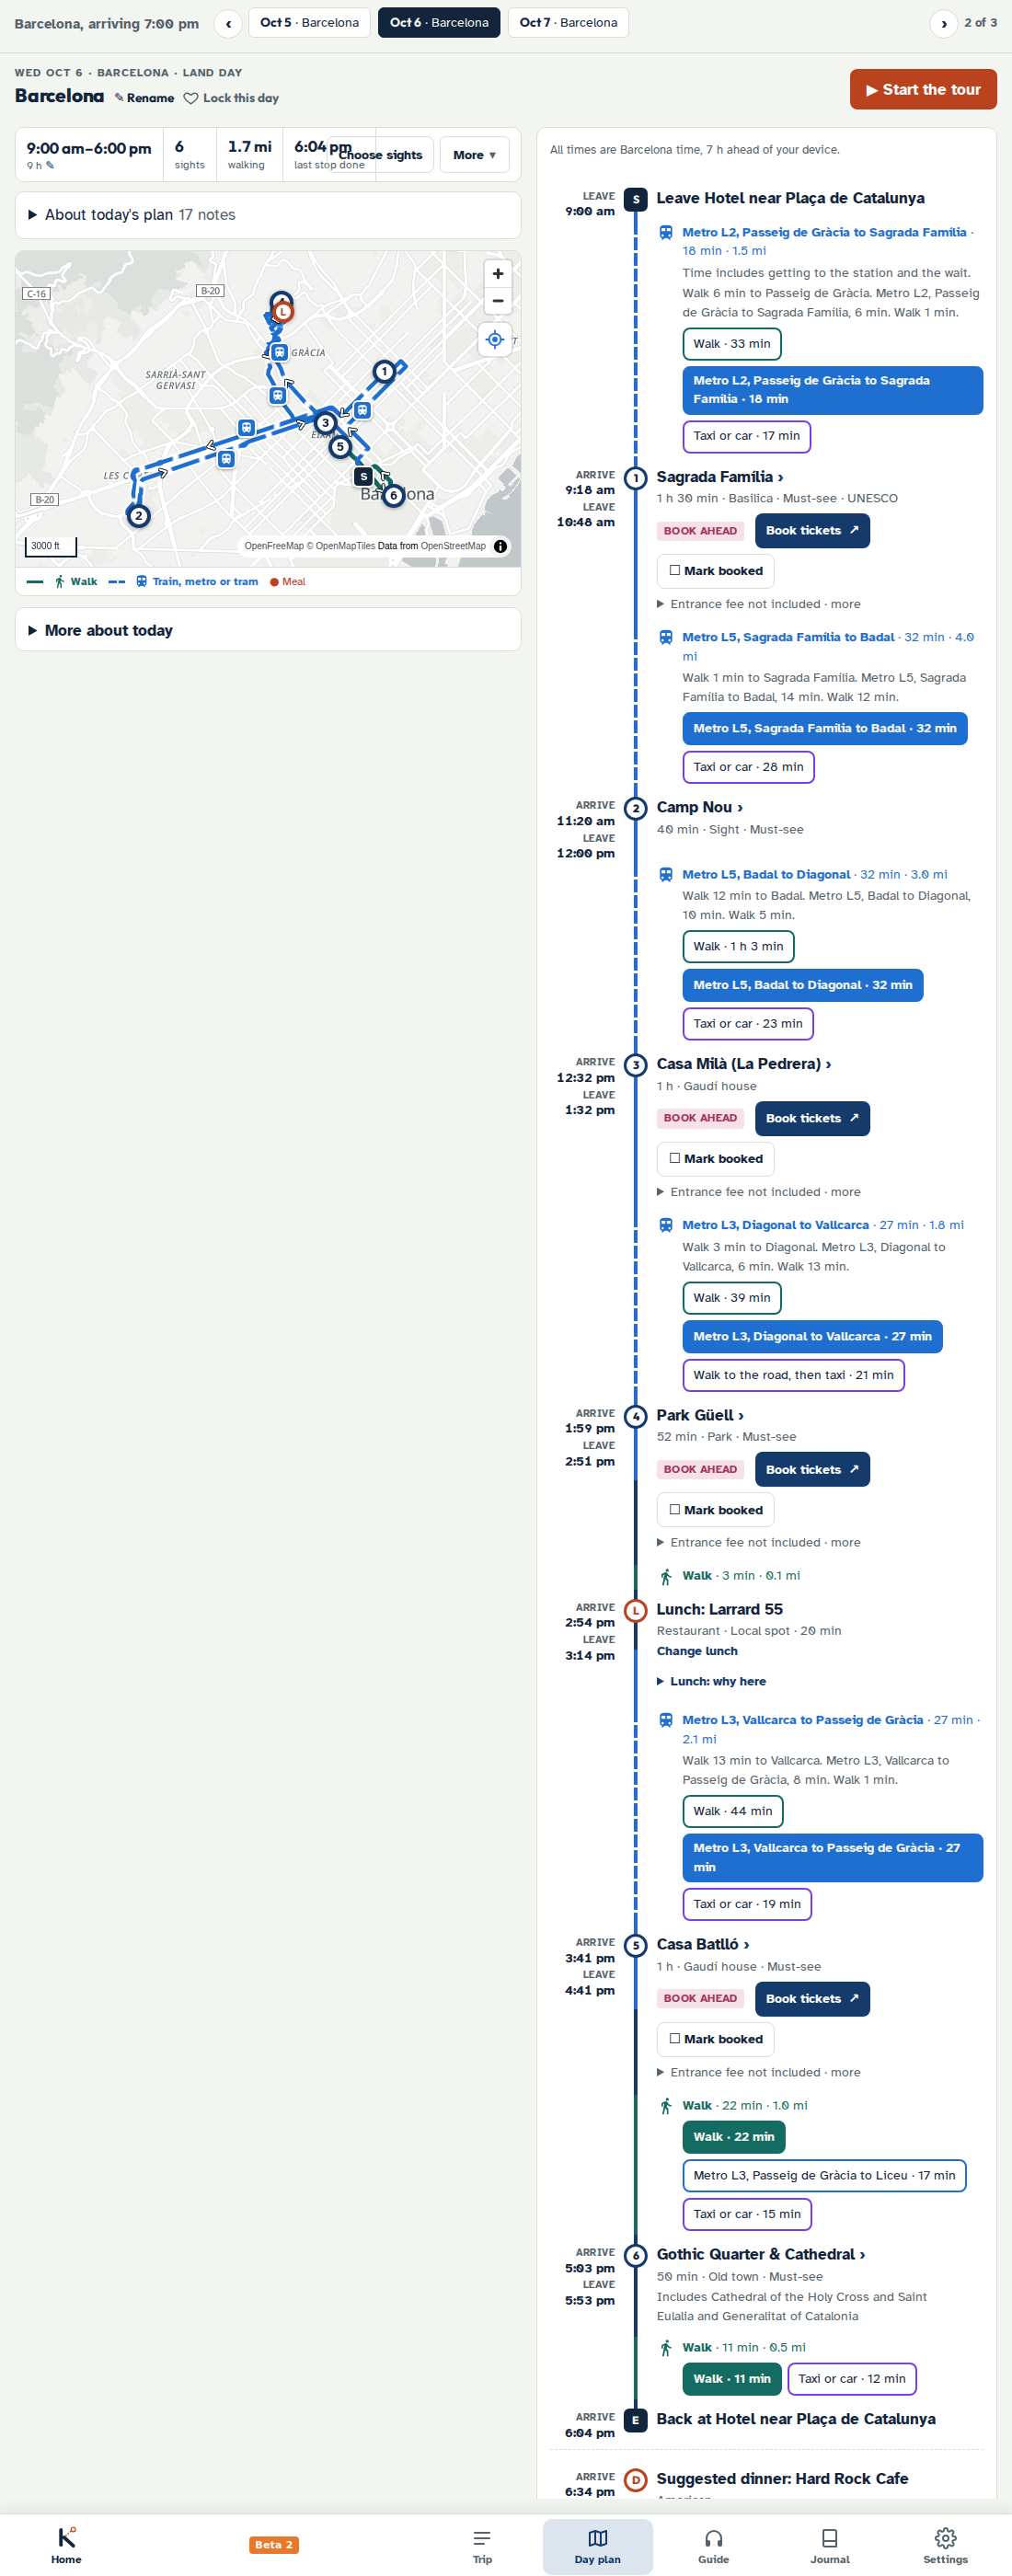 Barcelona, arriving 7:00 pm
‹
Oct 5 · Barcelona
Oct 6 · Barcelona
Oct 7 · Barcelona
›
2 of 3
WED OCT 6 · BARCELONA · LAND DAY
Barcelona
✎ Rename
Lock this day
▶ Start the tour
9:00 am–6:00 pm
9 h ✎
6
sights
1.7 mi
walking
6:04 pm
last stop done
Choose sights
More ▾
▶ About today's plan 17 notes
C-16
B-20
GRÀCIA
SARRIÀ-SANT
GERVASI
1
L
3
5
S
6
2
B-20
+
−
3000 ft
OpenFreeMap © OpenMapTiles Data from OpenStreetMap
Walk
Train, metro or tram
Meal
▶ More about today
All times are Barcelona time, 7 h ahead of your device.
LEAVE
9:00 am
S
Leave Hotel near Plaça de Catalunya
Metro L2, Passeig de Gràcia to Sagrada Família ·
18 min · 1.5 mi
Time includes getting to the station and the wait.
Walk 6 min to Passeig de Gràcia. Metro L2, Passeig
de Gràcia to Sagrada Família, 6 min. Walk 1 min.
Walk · 33 min
Metro L2, Passeig de Gràcia to Sagrada
Família · 18 min
Taxi or car · 17 min
ARRIVE
9:18 am
LEAVE
10:48 am
1
Sagrada Família ›
1 h 30 min · Basilica · Must-see · UNESCO
BOOK AHEAD
Book tickets ↗
☐ Mark booked
▶ Entrance fee not included · more
Metro L5, Sagrada Família to Badal · 32 min · 4.0
mi
Walk 1 min to Sagrada Família. Metro L5, Sagrada
Família to Badal, 14 min. Walk 12 min.
Metro L5, Sagrada Família to Badal · 32 min
Taxi or car · 28 min
ARRIVE
11:20 am
LEAVE
12:00 pm
2
Camp Nou ›
40 min · Sight · Must-see
Metro L5, Badal to Diagonal · 32 min · 3.0 mi
Walk 12 min to Badal. Metro L5, Badal to Diagonal,
10 min. Walk 5 min.
Walk · 1 h 3 min
Metro L5, Badal to Diagonal · 32 min
Taxi or car · 23 min
ARRIVE
12:32 pm
LEAVE
1:32 pm
3
Casa Milà (La Pedrera) ›
1 h · Gaudí house
BOOK AHEAD
Book tickets ↗
☐ Mark booked
▶ Entrance fee not included · more
Metro L3, Diagonal to Vallcarca · 27 min · 1.8 mi
Walk 3 min to Diagonal. Metro L3, Diagonal to
Vallcarca, 6 min. Walk 13 min.
Walk · 39 min
Metro L3, Diagonal to Vallcarca · 27 min
Walk to the road, then taxi · 21 min
ARRIVE
1:59 pm
LEAVE
2:51 pm
4
Park Güell ›
52 min · Park · Must-see
BOOK AHEAD
Book tickets ↗
☐ Mark booked
▶ Entrance fee not included · more
Walk · 3 min · 0.1 mi
ARRIVE
2:54 pm
LEAVE
3:14 pm
L
Lunch: Larrard 55
Restaurant · Local spot · 20 min
Change lunch
▶ Lunch: why here
Metro L3, Vallcarca to Passeig de Gràcia · 27 min ·
2.1 mi
Walk 13 min to Vallcarca. Metro L3, Vallcarca to
Passeig de Gràcia, 8 min. Walk 1 min.
Walk · 44 min
Metro L3, Vallcarca to Passeig de Gràcia · 27
min
Taxi or car · 19 min
ARRIVE
3:41 pm
LEAVE
4:41 pm
5
Casa Batlló ›
1 h · Gaudí house · Must-see
BOOK AHEAD
Book tickets ↗
☐ Mark booked
▶ Entrance fee not included · more
Walk · 22 min · 1.0 mi
Walk · 22 min
Metro L3, Passeig de Gràcia to Liceu · 17 min
Taxi or car · 15 min
ARRIVE
5:03 pm
LEAVE
5:53 pm
6
Gothic Quarter & Cathedral ›
50 min · Old town · Must-see
Includes Cathedral of the Holy Cross and Saint
Eulalia and Generalitat of Catalonia
Walk · 11 min · 0.5 mi
Walk · 11 min
Taxi or car · 12 min
ARRIVE
6:04 pm
E
Back at Hotel near Plaça de Catalunya
ARRIVE
6:34 pm
D
Suggested dinner: Hard Rock Cafe
Home
Beta 2
Trip
Day plan
Guide
Journal
Settings